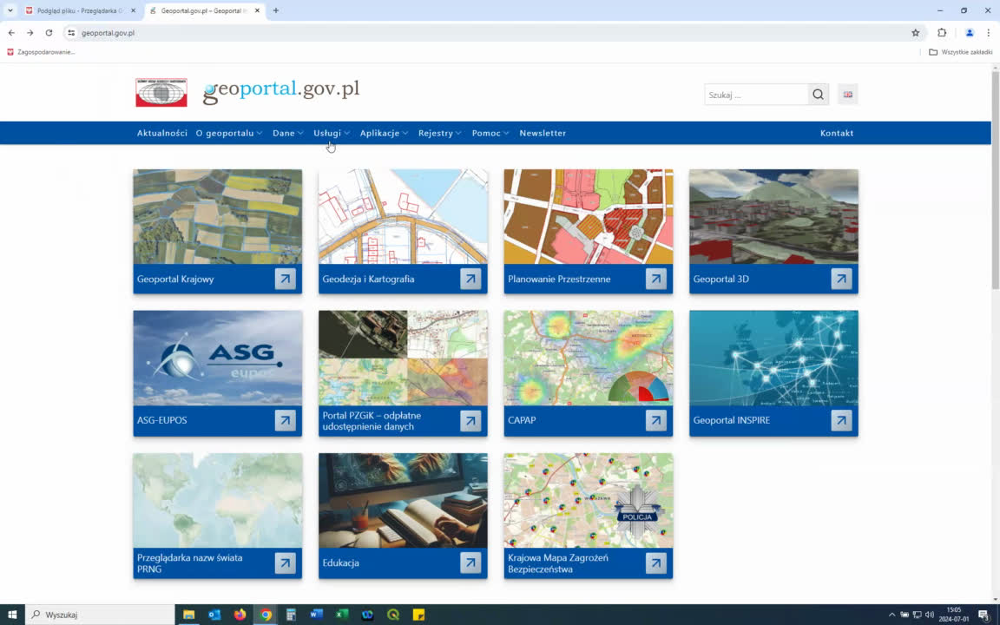 Podgląd pliku - Przeglądarka G
Geoportal.gov.pl – Geoportal I
geoportal.gov.pl
Zagospodarowanie...
Wszystkie zakładki
geoportal.gov.pl
Szukaj ...
Aktualności O geoportalu Dane Usługi Aplikacje Rejestry Pomoc Newsletter Kontakt
Geoportal Krajowy
Geodezja i Kartografia
Planowanie Przestrzenne
Geoportal 3D
ASG
eupos
ASG-EUPOS
Portal PZGiK – odpłatne
udostępnienie danych
CAPAP
Geoportal INSPIRE
WARSZAWA
POLICJA
Przeglądarka nazw świata
PRNG
Edukacja
Krajowa Mapa Zagrożeń
Bezpieczeństwa
Wyszukaj
15:05
2024-07-01